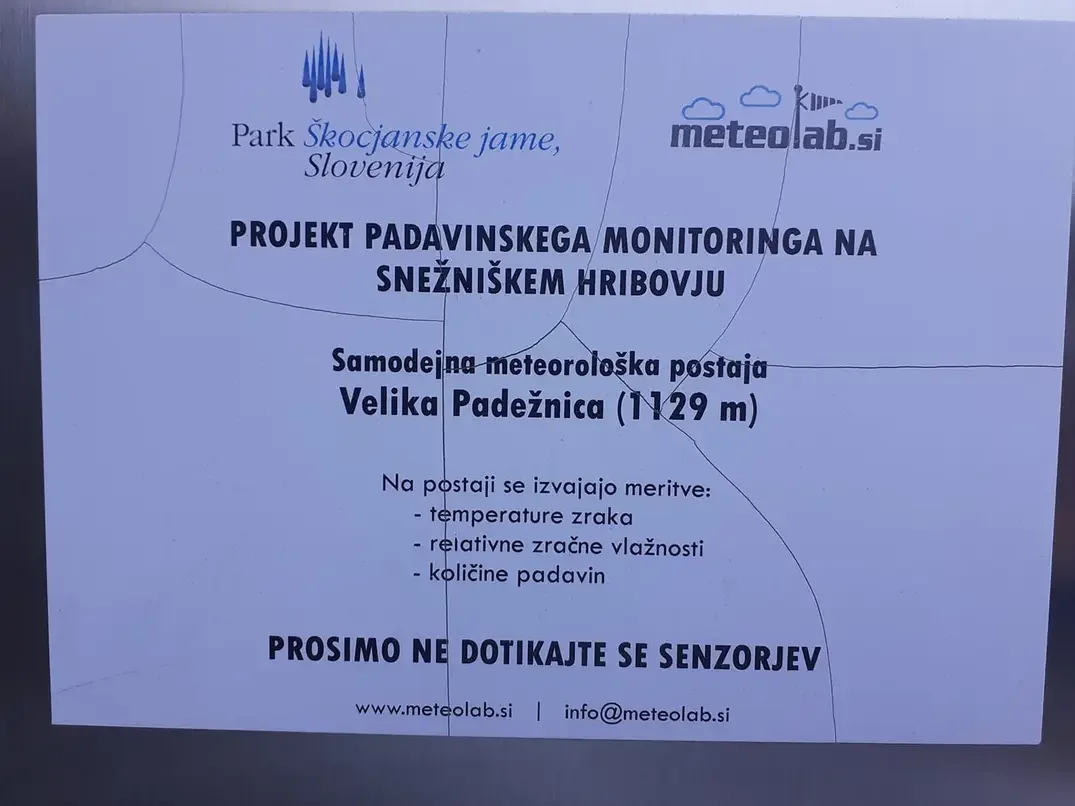 Park Škocjanske jame,
Slovenija
meteolab.si
PROJEKT PADAVINSKEGA MONITORINGA NA
SNEŽNIŠKEM HRIBOVJU
Samodejna meteorološka postaja
Velika Padežnica (1129 m)
Na postaji se izvajajo meritve:
- temperature zraka
- relativne zračne vlažnosti
- količine padavin
PROSIMO NE DOTIKAJTE SE SENZORJEV
www.meteolab.si | info@meteolab.si